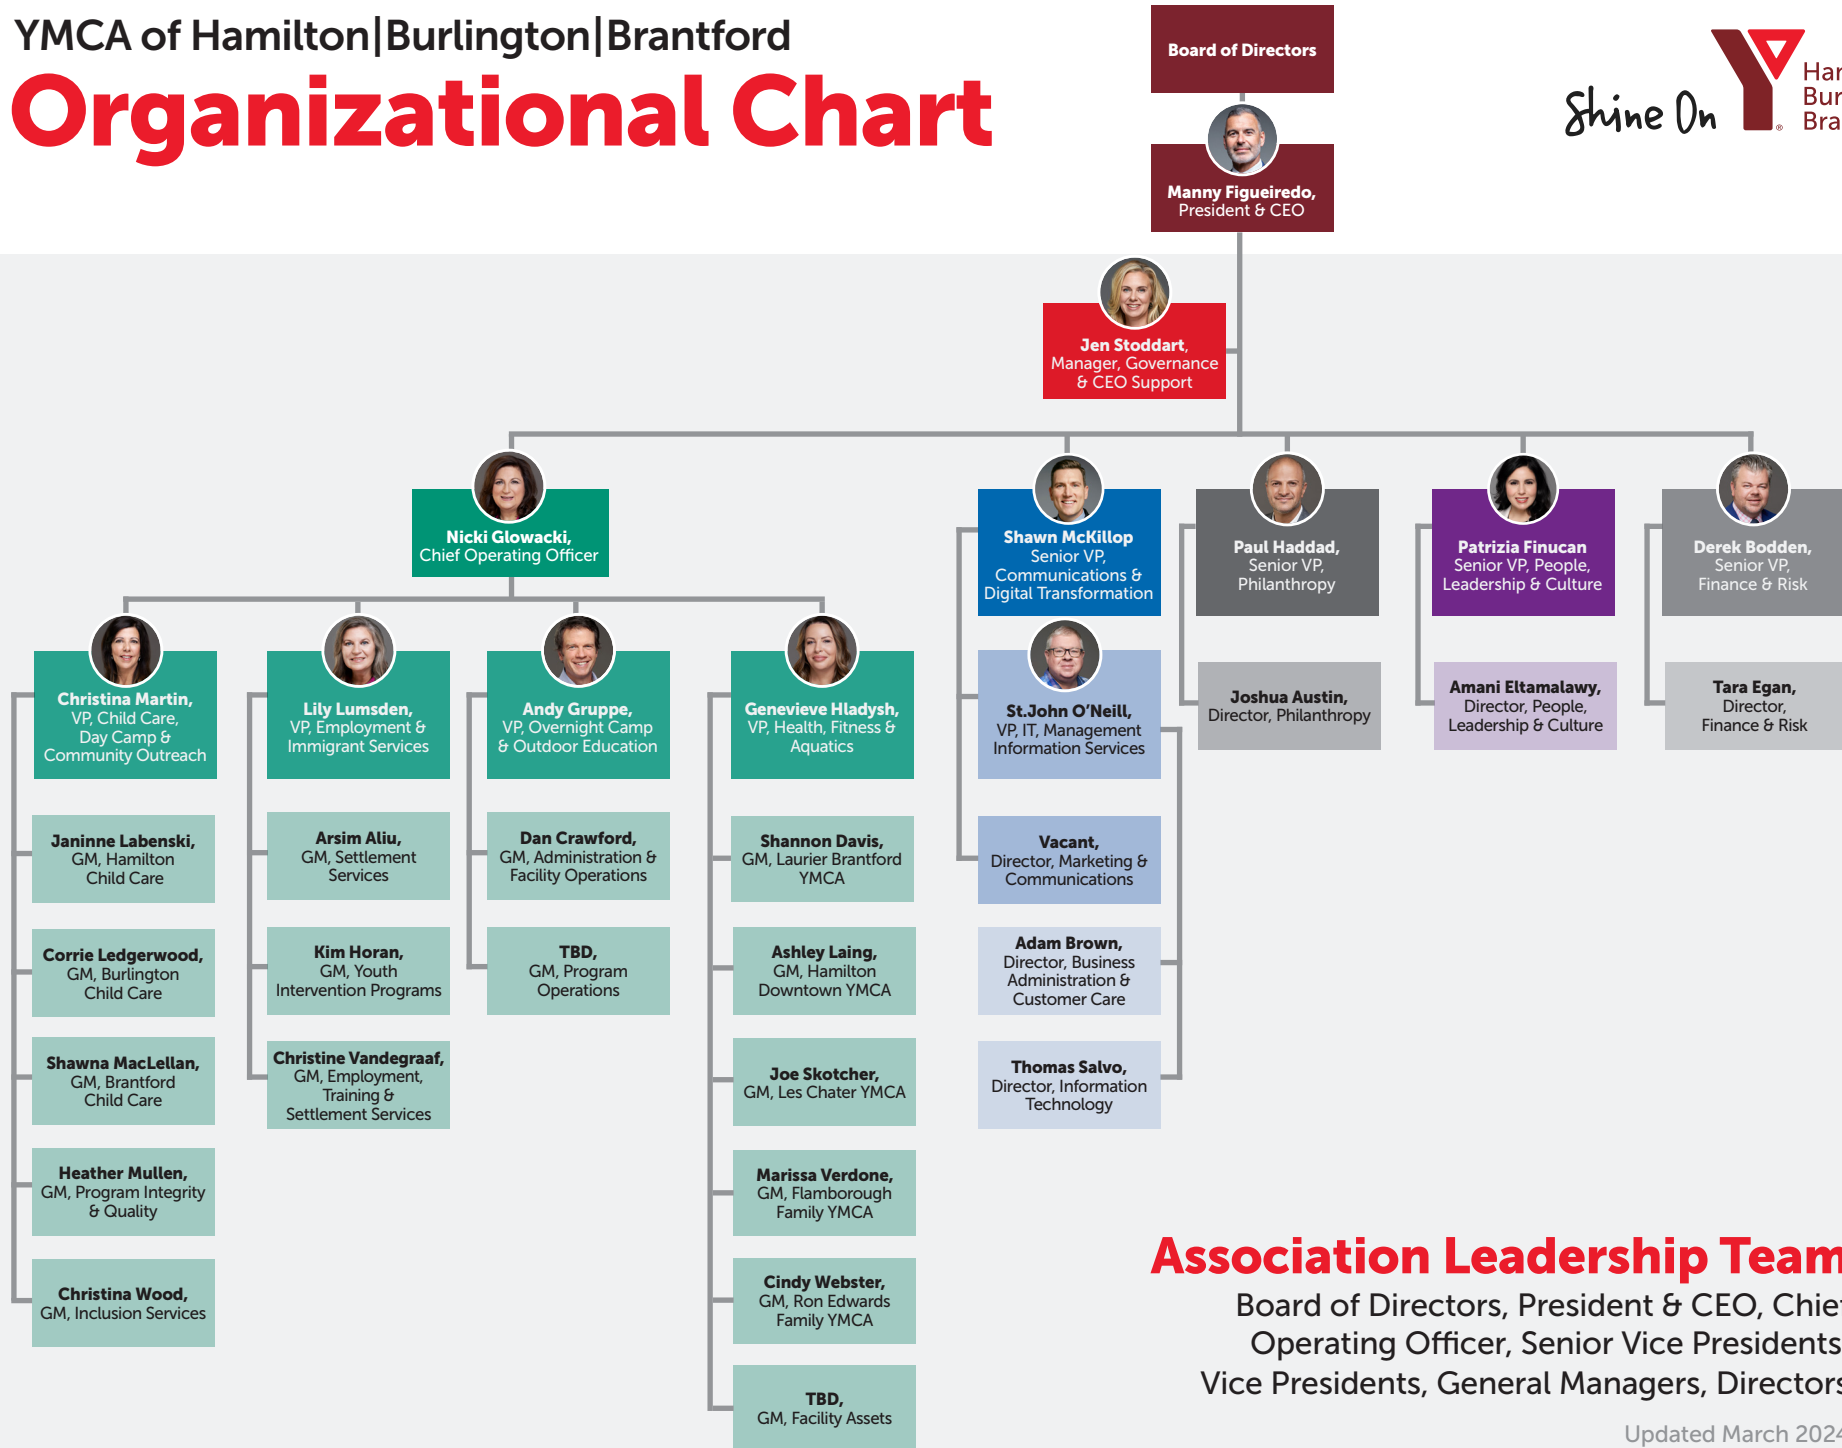 YMCA of Hamilton|Burlington|Brantford
Organizational Chart
Board of Directors
Shine On
Manny Figueiredo,
President & CEO
Jen Stoddart,
Manager, Governance
& CEO Support
Nicki Glowacki,
Chief Operating Officer
Shawn McKillop
Senior VP,
Communications &
Digital Transformation
Paul Haddad,
Senior VP,
Philanthropy
Patrizia Finucan
Senior VP, People,
Leadership & Culture
Derek Bodden,
Senior VP,
Finance & Risk
Christina Martin,
VP, Child Care,
Day Camp &
Community Outreach
Lily Lumsden,
VP, Employment &
Immigrant Services
Andy Gruppe,
VP, Overnight Camp
& Outdoor Education
Genevieve Hladysh,
VP, Health, Fitness &
Aquatics
St.John O'Neill,
VP, IT, Management
Information Services
Joshua Austin,
Director, Philanthropy
Amani Eltamalawy,
Director, People,
Leadership & Culture
Tara Egan,
Director,
Finance & Risk
Janinne Labenski,
GM, Hamilton
Child Care
Corrie Ledgerwood,
GM, Burlington
Child Care
Shawna MacLellan,
GM, Brantford
Child Care
Heather Mullen,
GM, Program Integrity
& Quality
Christina Wood,
GM, Inclusion Services
Arsim Aliu,
GM, Settlement
Services
Kim Horan,
GM, Youth
Intervention Programs
Christine Vandegraaf,
GM, Employment,
Training &
Settlement Services
Dan Crawford,
GM, Administration &
Facility Operations
TBD,
GM, Program
Operations
Shannon Davis,
GM, Laurier Brantford
YMCA
Ashley Laing,
GM, Hamilton
Downtown YMCA
Joe Skotcher,
GM, Les Chater YMCA
Marissa Verdone,
GM, Flamborough
Family YMCA
Cindy Webster,
GM, Ron Edwards
Family YMCA
TBD,
GM, Facility Assets
Vacant,
Director, Marketing &
Communications
Adam Brown,
Director, Business
Administration &
Customer Care
Thomas Salvo,
Director, Information
Technology
Association Leadership Team
Board of Directors, President & CEO, Chief
Operating Officer, Senior Vice Presidents
Vice Presidents, General Managers, Directors
Updated March 2024